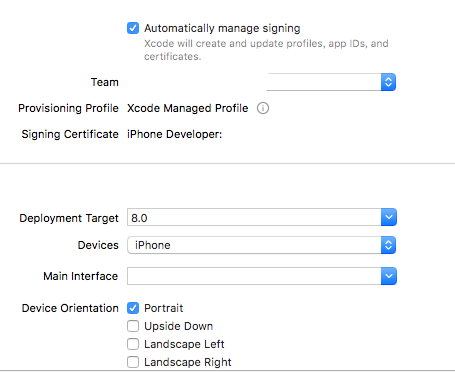 Automatically manage signing
Xcode will create and update profiles, app IDs, and
certificates.
Team
Provisioning Profile Xcode Managed Profile
Signing Certificate iPhone Developer:
Deployment Target 8.0
Devices iPhone
Main Interface
Device Orientation Portrait
Upside Down
Landscape Left
Landscape Right